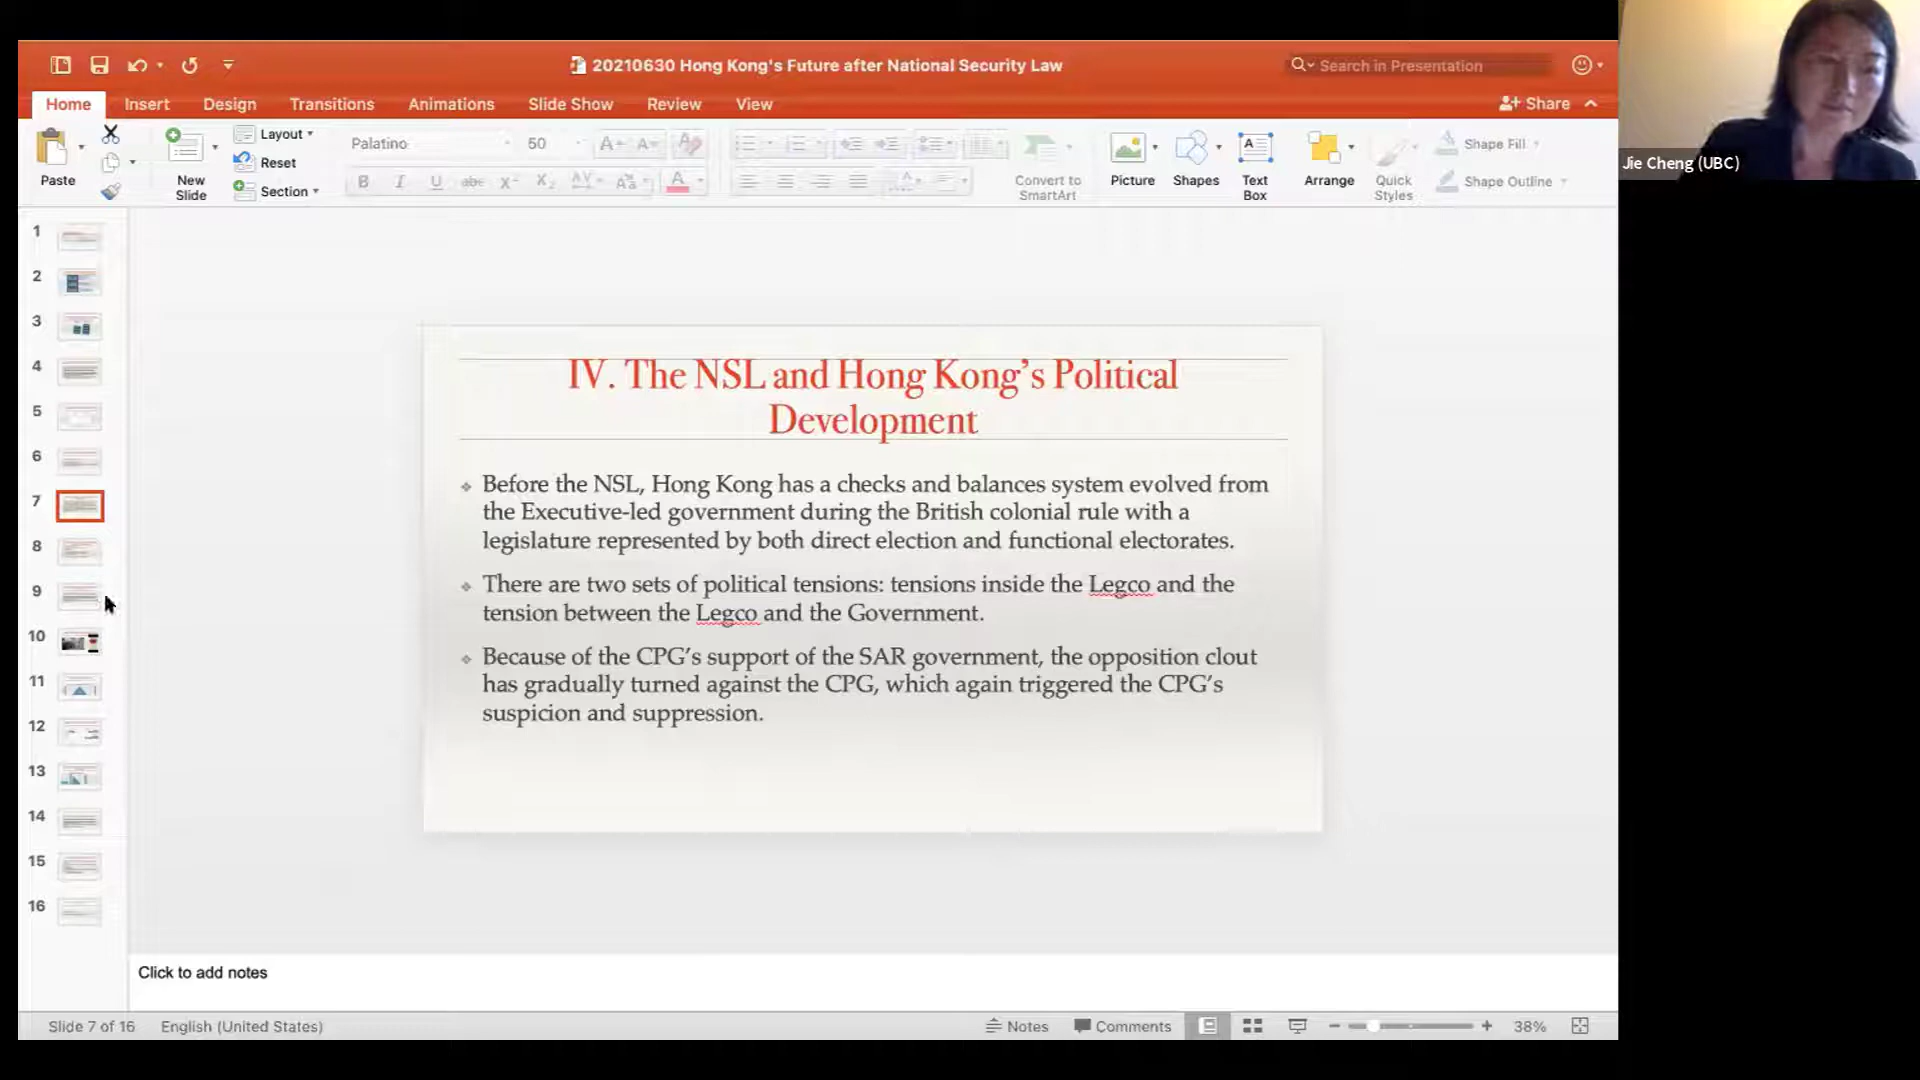 20210630 Hong Kong's Future after National Security Law
Search in Presentation
Home Insert Design Transitions Animations Slide Show Review View
Share
Paste
New Slide
Layout
Reset
Section
Palatino
50
B I U abc X² X₂ AV Aa A
Convert to SmartArt
Picture
Shapes
Text Box
Arrange
Quick Styles
Shape Fill
Shape Outline
Jie Cheng (UBC)
1
2
3
4
5
6
7
8
9
10
11
12
13
14
15
16
IV. The NSL and Hong Kong's Political
Development
Before the NSL, Hong Kong has a checks and balances system evolved from
the Executive-led government during the British colonial rule with a
legislature represented by both direct election and functional electorates.
There are two sets of political tensions: tensions inside the Legco and the
tension between the Legco and the Government.
Because of the CPG's support of the SAR government, the opposition clout
has gradually turned against the CPG, which again triggered the CPG's
suspicion and suppression.
Click to add notes
Slide 7 of 16 English (United States)
Notes Comments 38%